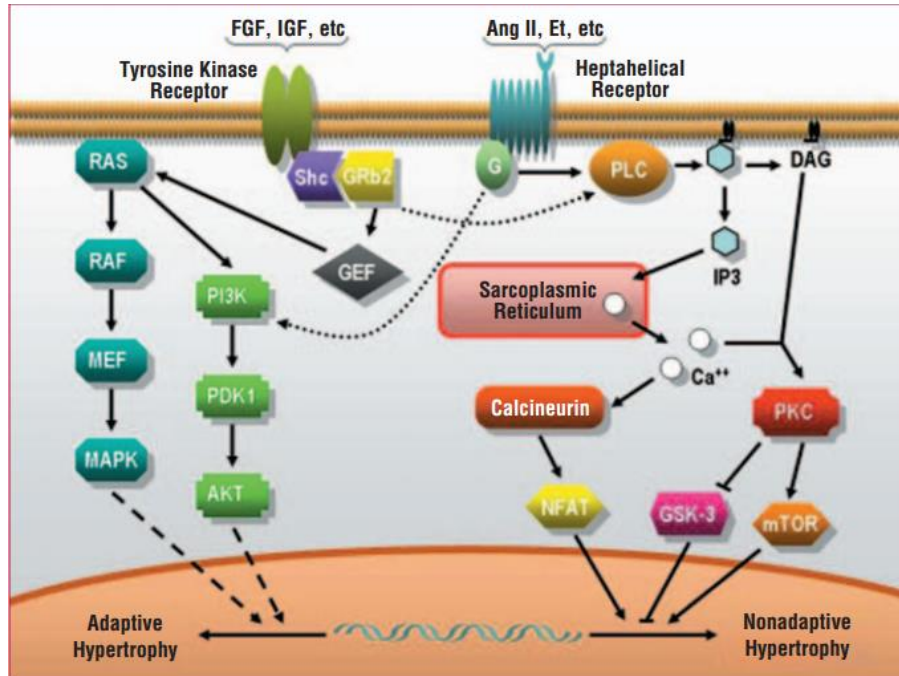 FGF, IGF, etc
Ang II, Et, etc
Tyrosine Kinase
Receptor
Heptahelical
Receptor
RAS
Shc
GRb2
G
PLC
DAG
RAF
GEF
IP3
PI3K
Sarcoplasmic
Reticulum
MEF
Ca++
PDK1
Calcineurin
PKC
MAPK
AKT
NFAT
GSK-3
mTOR
Adaptive
Hypertrophy
Nonadaptive
Hypertrophy